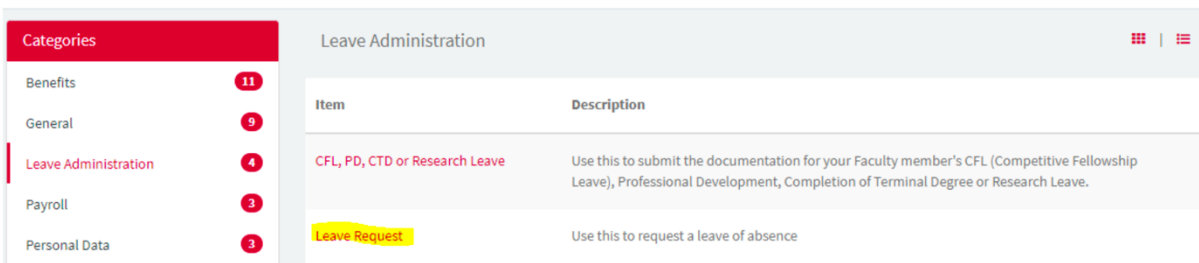 Categories
Benefits 11
General 9
Leave Administration 4
Payroll 3
Personal Data 3
Leave Administration
Item Description
CFL, PD, CTD or Research Leave Use this to submit the documentation for your Faculty member's CFL (Competitive Fellowship
Leave), Professional Development, Completion of Terminal Degree or Research Leave.
Leave Request Use this to request a leave of absence